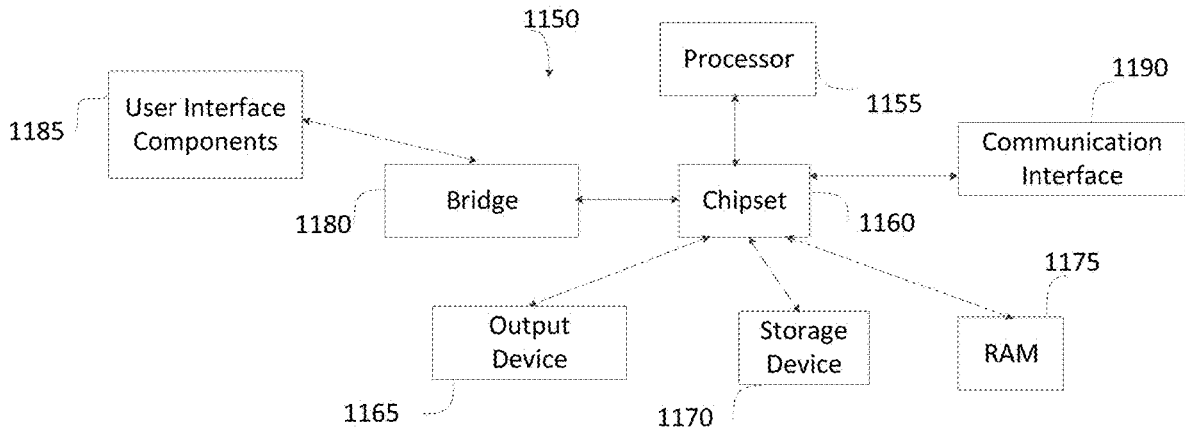 1150
Processor
1155
1190
User Interface
Components
1185
Communication
Interface
Bridge
1180
Chipset
1160
1175
Output
Device
1165
Storage
Device
1170
RAM